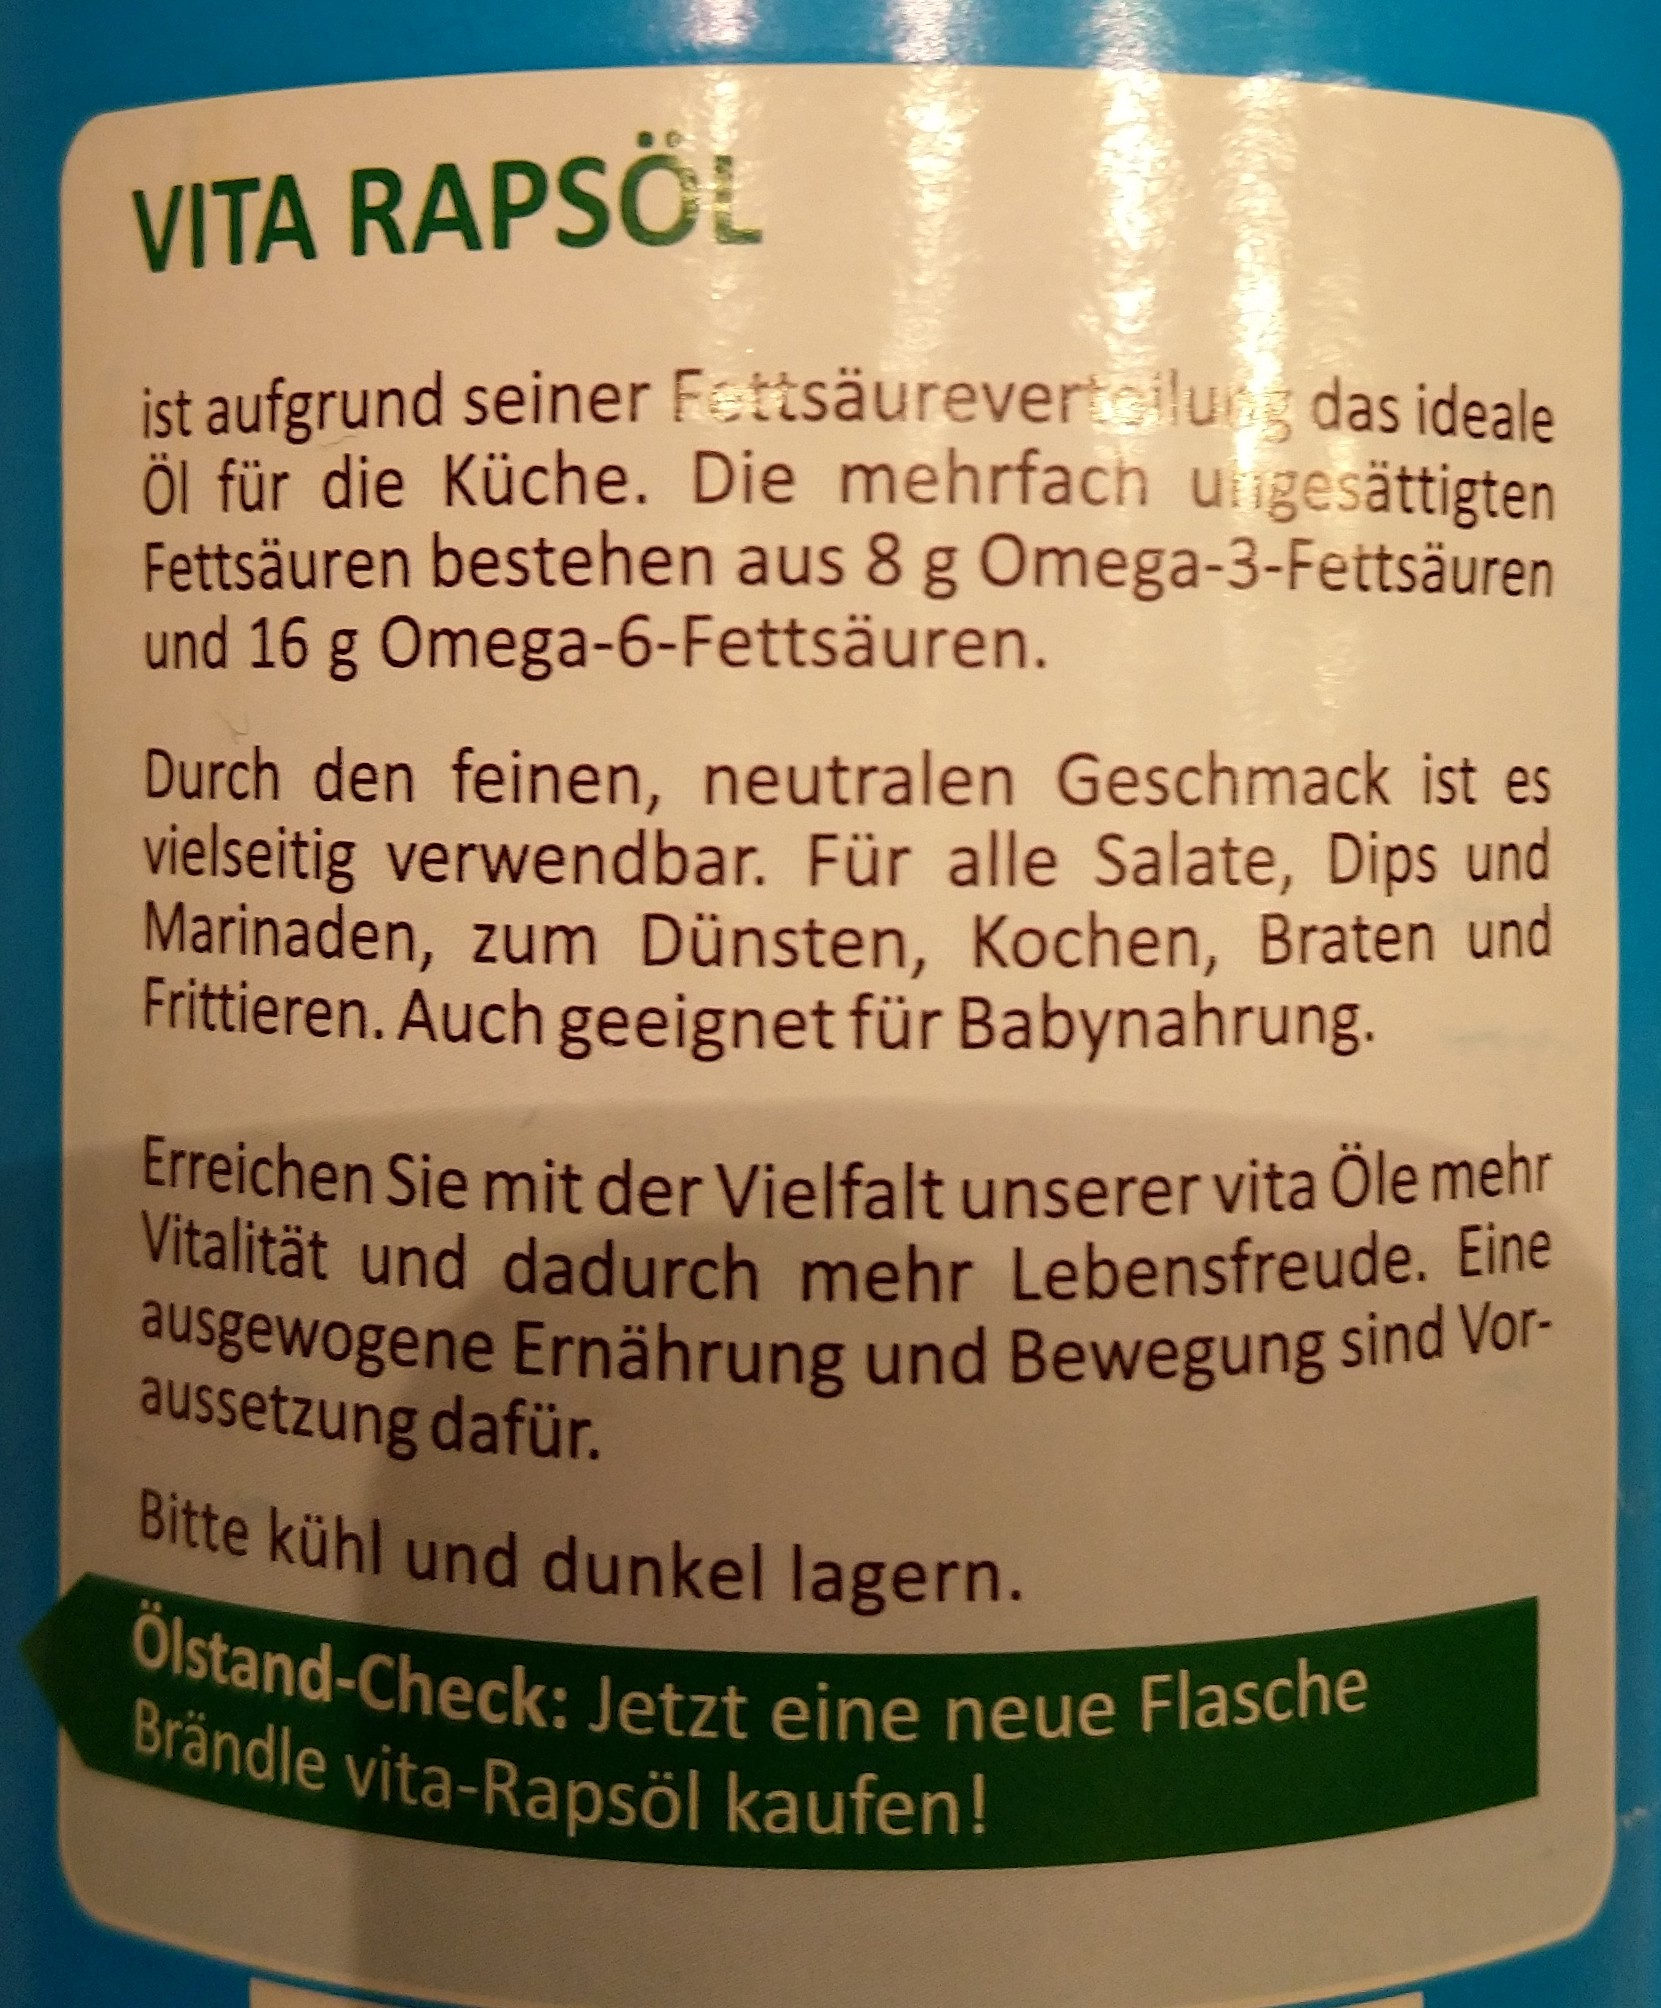 VITA RAPSÖL
ist aufgrund seiner Fettsäureverteilung das ideale
Öl für die Küche. Die mehrfach ungesättigten
Fettsäuren bestehen aus 8 g Omega-3-Fettsäuren
und 16 g Omega-6-Fettsäuren.
Durch den feinen, neutralen Geschmack ist es
vielseitig verwendbar. Für alle Salate, Dips und
Marinaden, zum Dünsten, Kochen, Braten und
Frittieren. Auch geeignet für Babynahrung.
Erreichen Sie mit der Vielfalt unserer vita Öle mehr
Vitalität und dadurch mehr Lebensfreude. Eine
ausgewogene Ernährung und Bewegung sind Vor-
aussetzung dafür.
Bitte kühl und dunkel lagern.
Ölstand-Check: Jetzt eine neue Flasche
Brändle vita-Rapsöl kaufen!